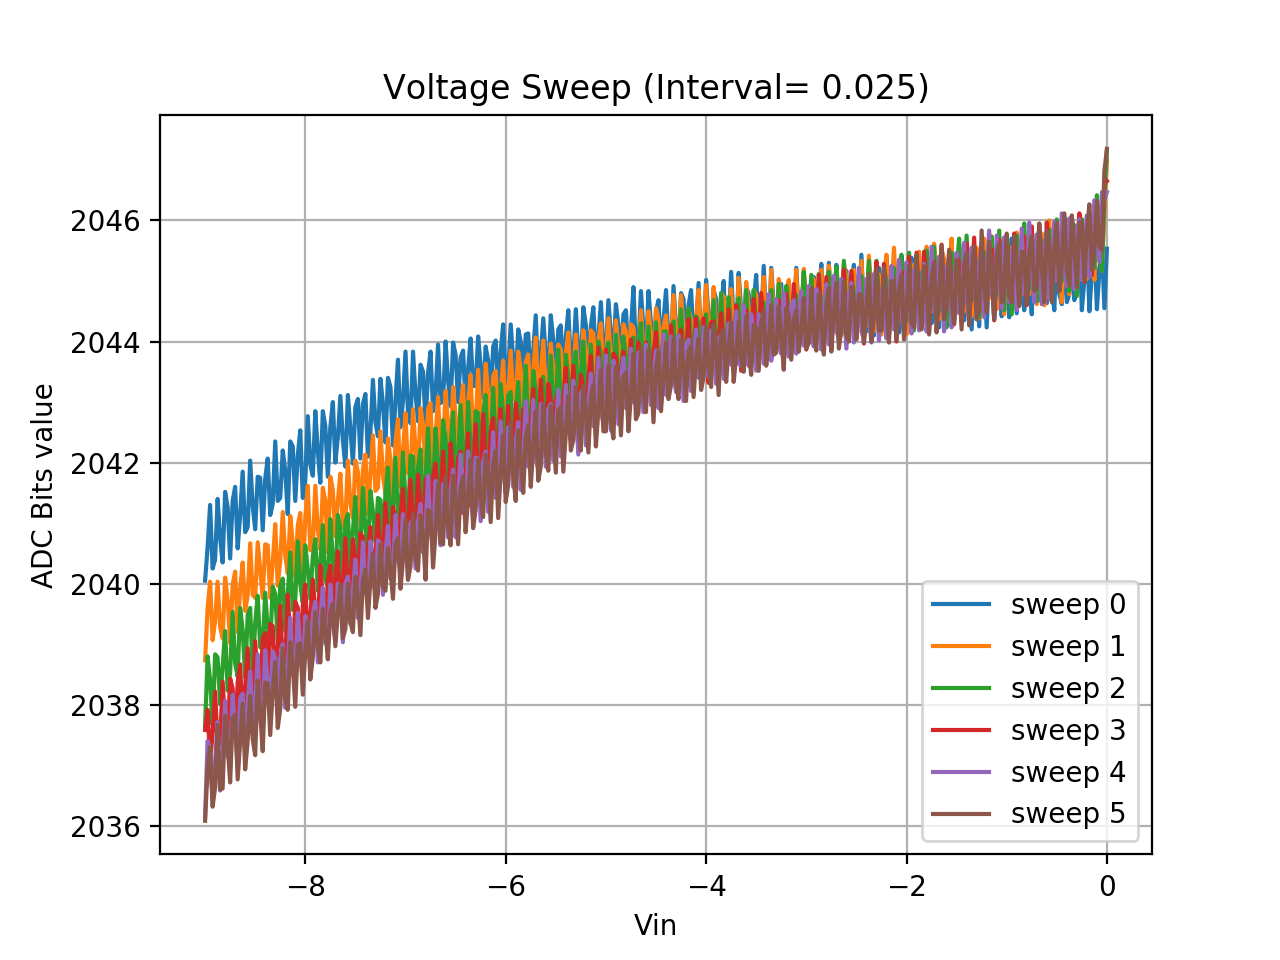 Voltage Sweep (Interval= 0.025)
ADC Bits value
2046
2044
2042
2040
2038
2036
sweep 0
sweep 1
sweep 2
sweep 3
sweep 4
sweep 5
−8
−6
−4
−2
0
Vin